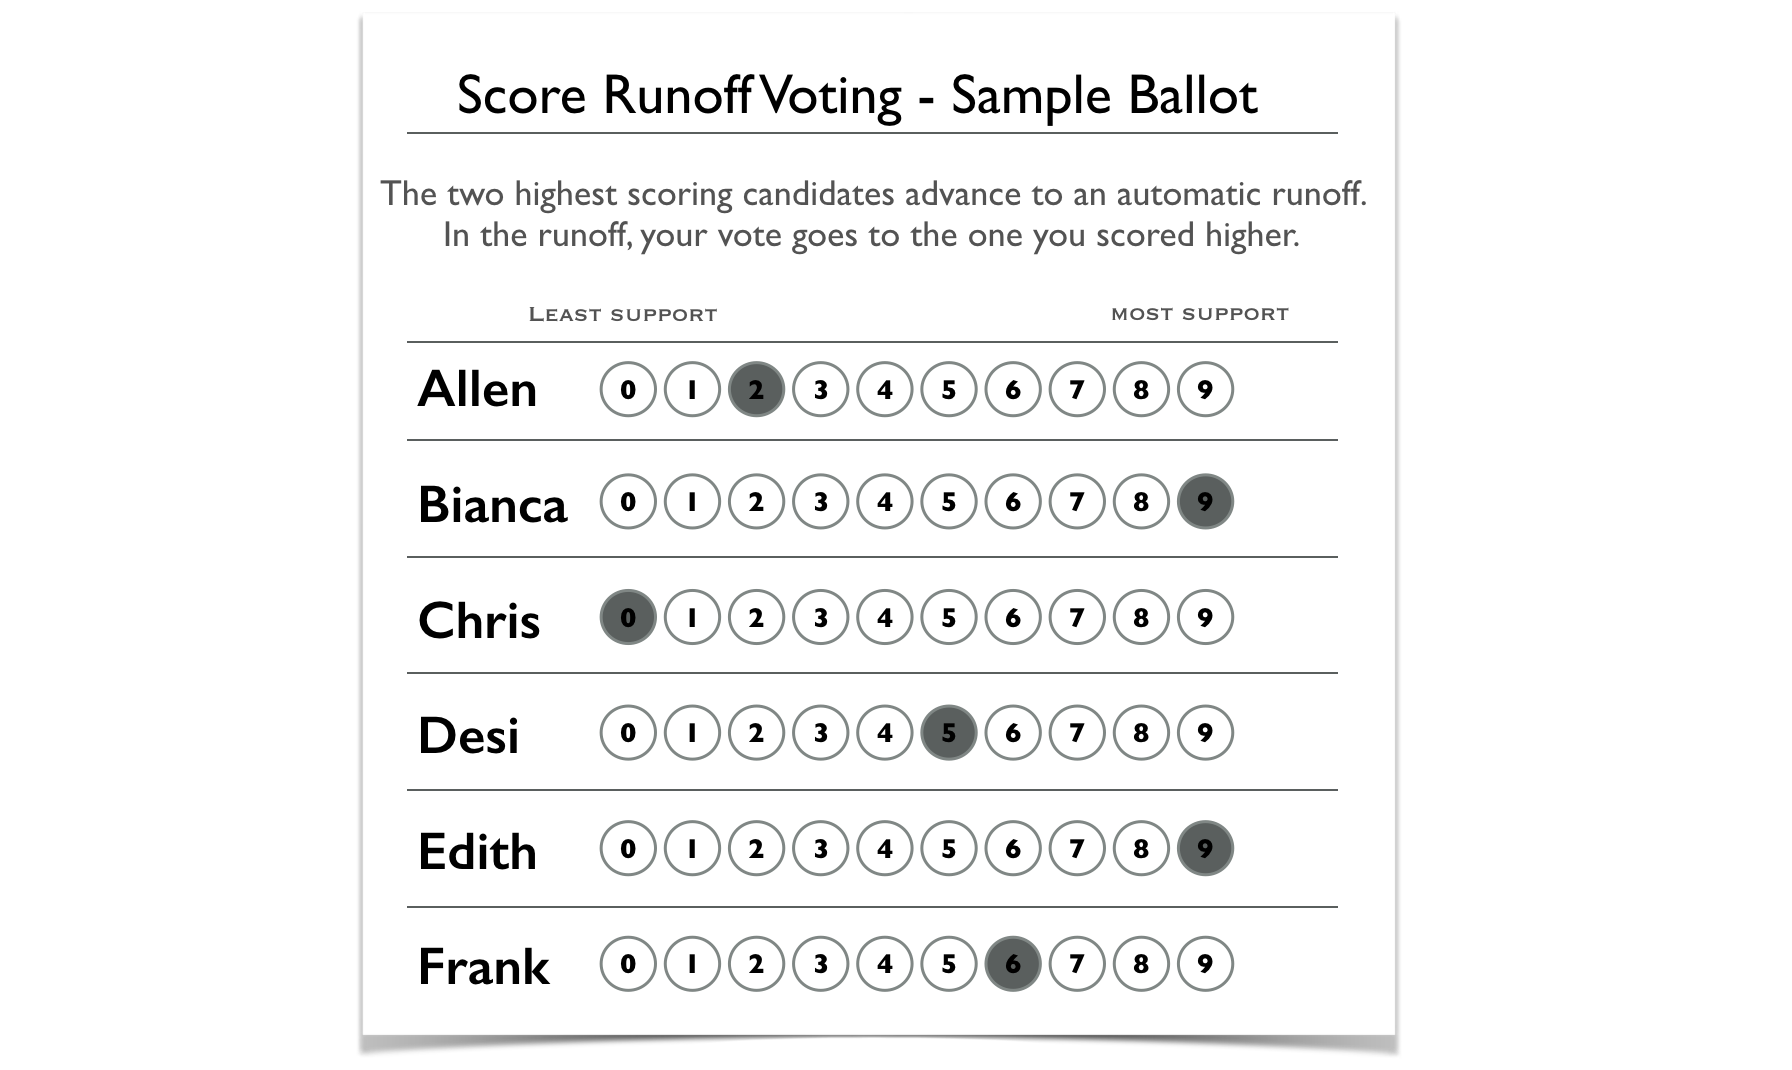 Score Runoff Voting - Sample Ballot
The two highest scoring candidates advance to an automatic runoff.
In the runoff, your vote goes to the one you scored higher.
LEAST SUPPORT MOST SUPPORT
Allen 0 1 2 3 4 5 6 7 8 9
Bianca 0 1 2 3 4 5 6 7 8 9
Chris 0 1 2 3 4 5 6 7 8 9
Desi 0 1 2 3 4 5 6 7 8 9
Edith 0 1 2 3 4 5 6 7 8 9
Frank 0 1 2 3 4 5 6 7 8 9